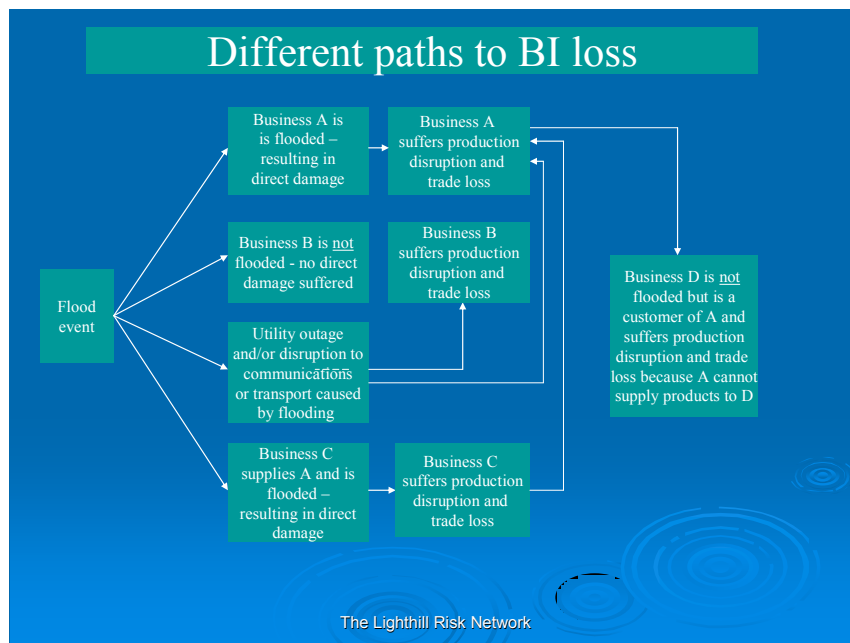 Different paths to BI loss
Business A is
is flooded –
resulting in
direct damage
Business A
suffers production
disruption and
trade loss
Business B is not
flooded - no direct
damage suffered
Business B
suffers production
disruption and
trade loss
Flood
event
Utility outage
and/or disruption to
communications
or transport caused
by flooding
Business D is not
flooded but is a
customer of A and
suffers production
disruption and trade
loss because A cannot
supply products to D
Business C
supplies A and is
flooded –
resulting in direct
damage
Business C
suffers production
disruption and
trade loss
The Lighthill Risk Network